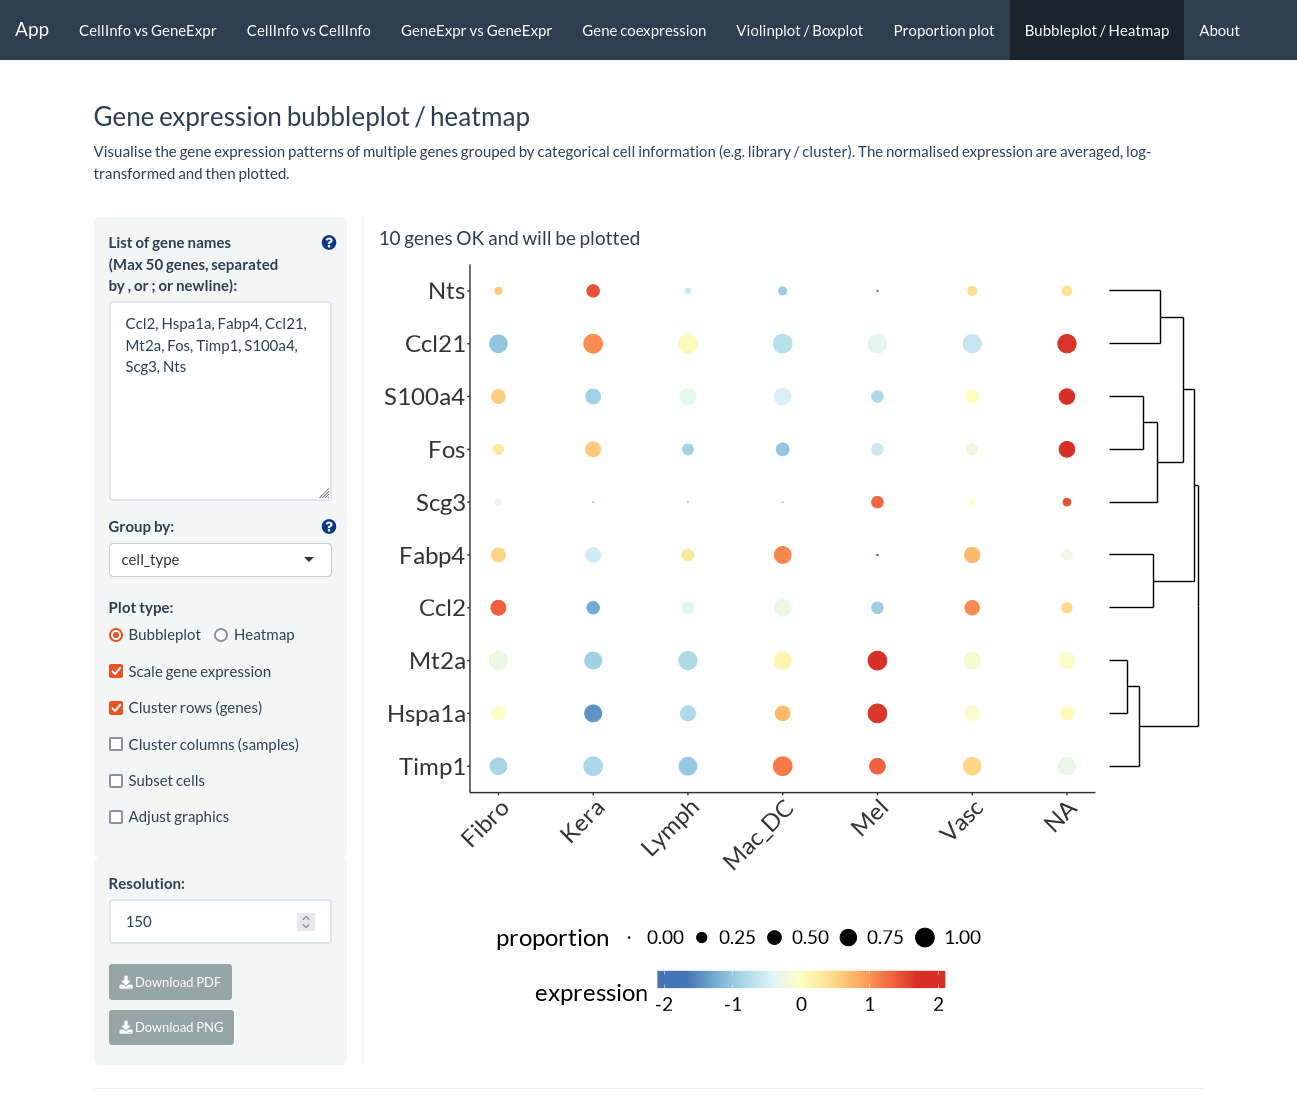 App CellInfo vs GeneExpr CellInfo vs CellInfo GeneExpr vs GeneExpr Gene coexpression Violinplot / Boxplot Proportion plot Bubbleplot / Heatmap About
Gene expression bubbleplot / heatmap
Visualise the gene expression patterns of multiple genes grouped by categorical cell information (e.g. library / cluster). The normalised expression are averaged, log-
transformed and then plotted.
List of gene names
(Max 50 genes, separated
by , or ; or newline):
Ccl2, Hspa1a, Fabp4, Ccl21,
Mt2a, Fos, Timp1, S100a4,
Scg3, Nts
Group by:
cell_type
Plot type:
Bubbleplot Heatmap
Scale gene expression
Cluster rows (genes)
Cluster columns (samples)
Subset cells
Adjust graphics
Resolution:
150
Download PDF
Download PNG
10 genes OK and will be plotted
Nts
Ccl21
S100a4
Fos
Scg3
Fabp4
Ccl2
Mt2a
Hspa1a
Timp1
Fibro Kera Lymph Mac_DC Mel Vasc NA
proportion 0.00 0.25 0.50 0.75 1.00
expression
-2 -1 0 1 2